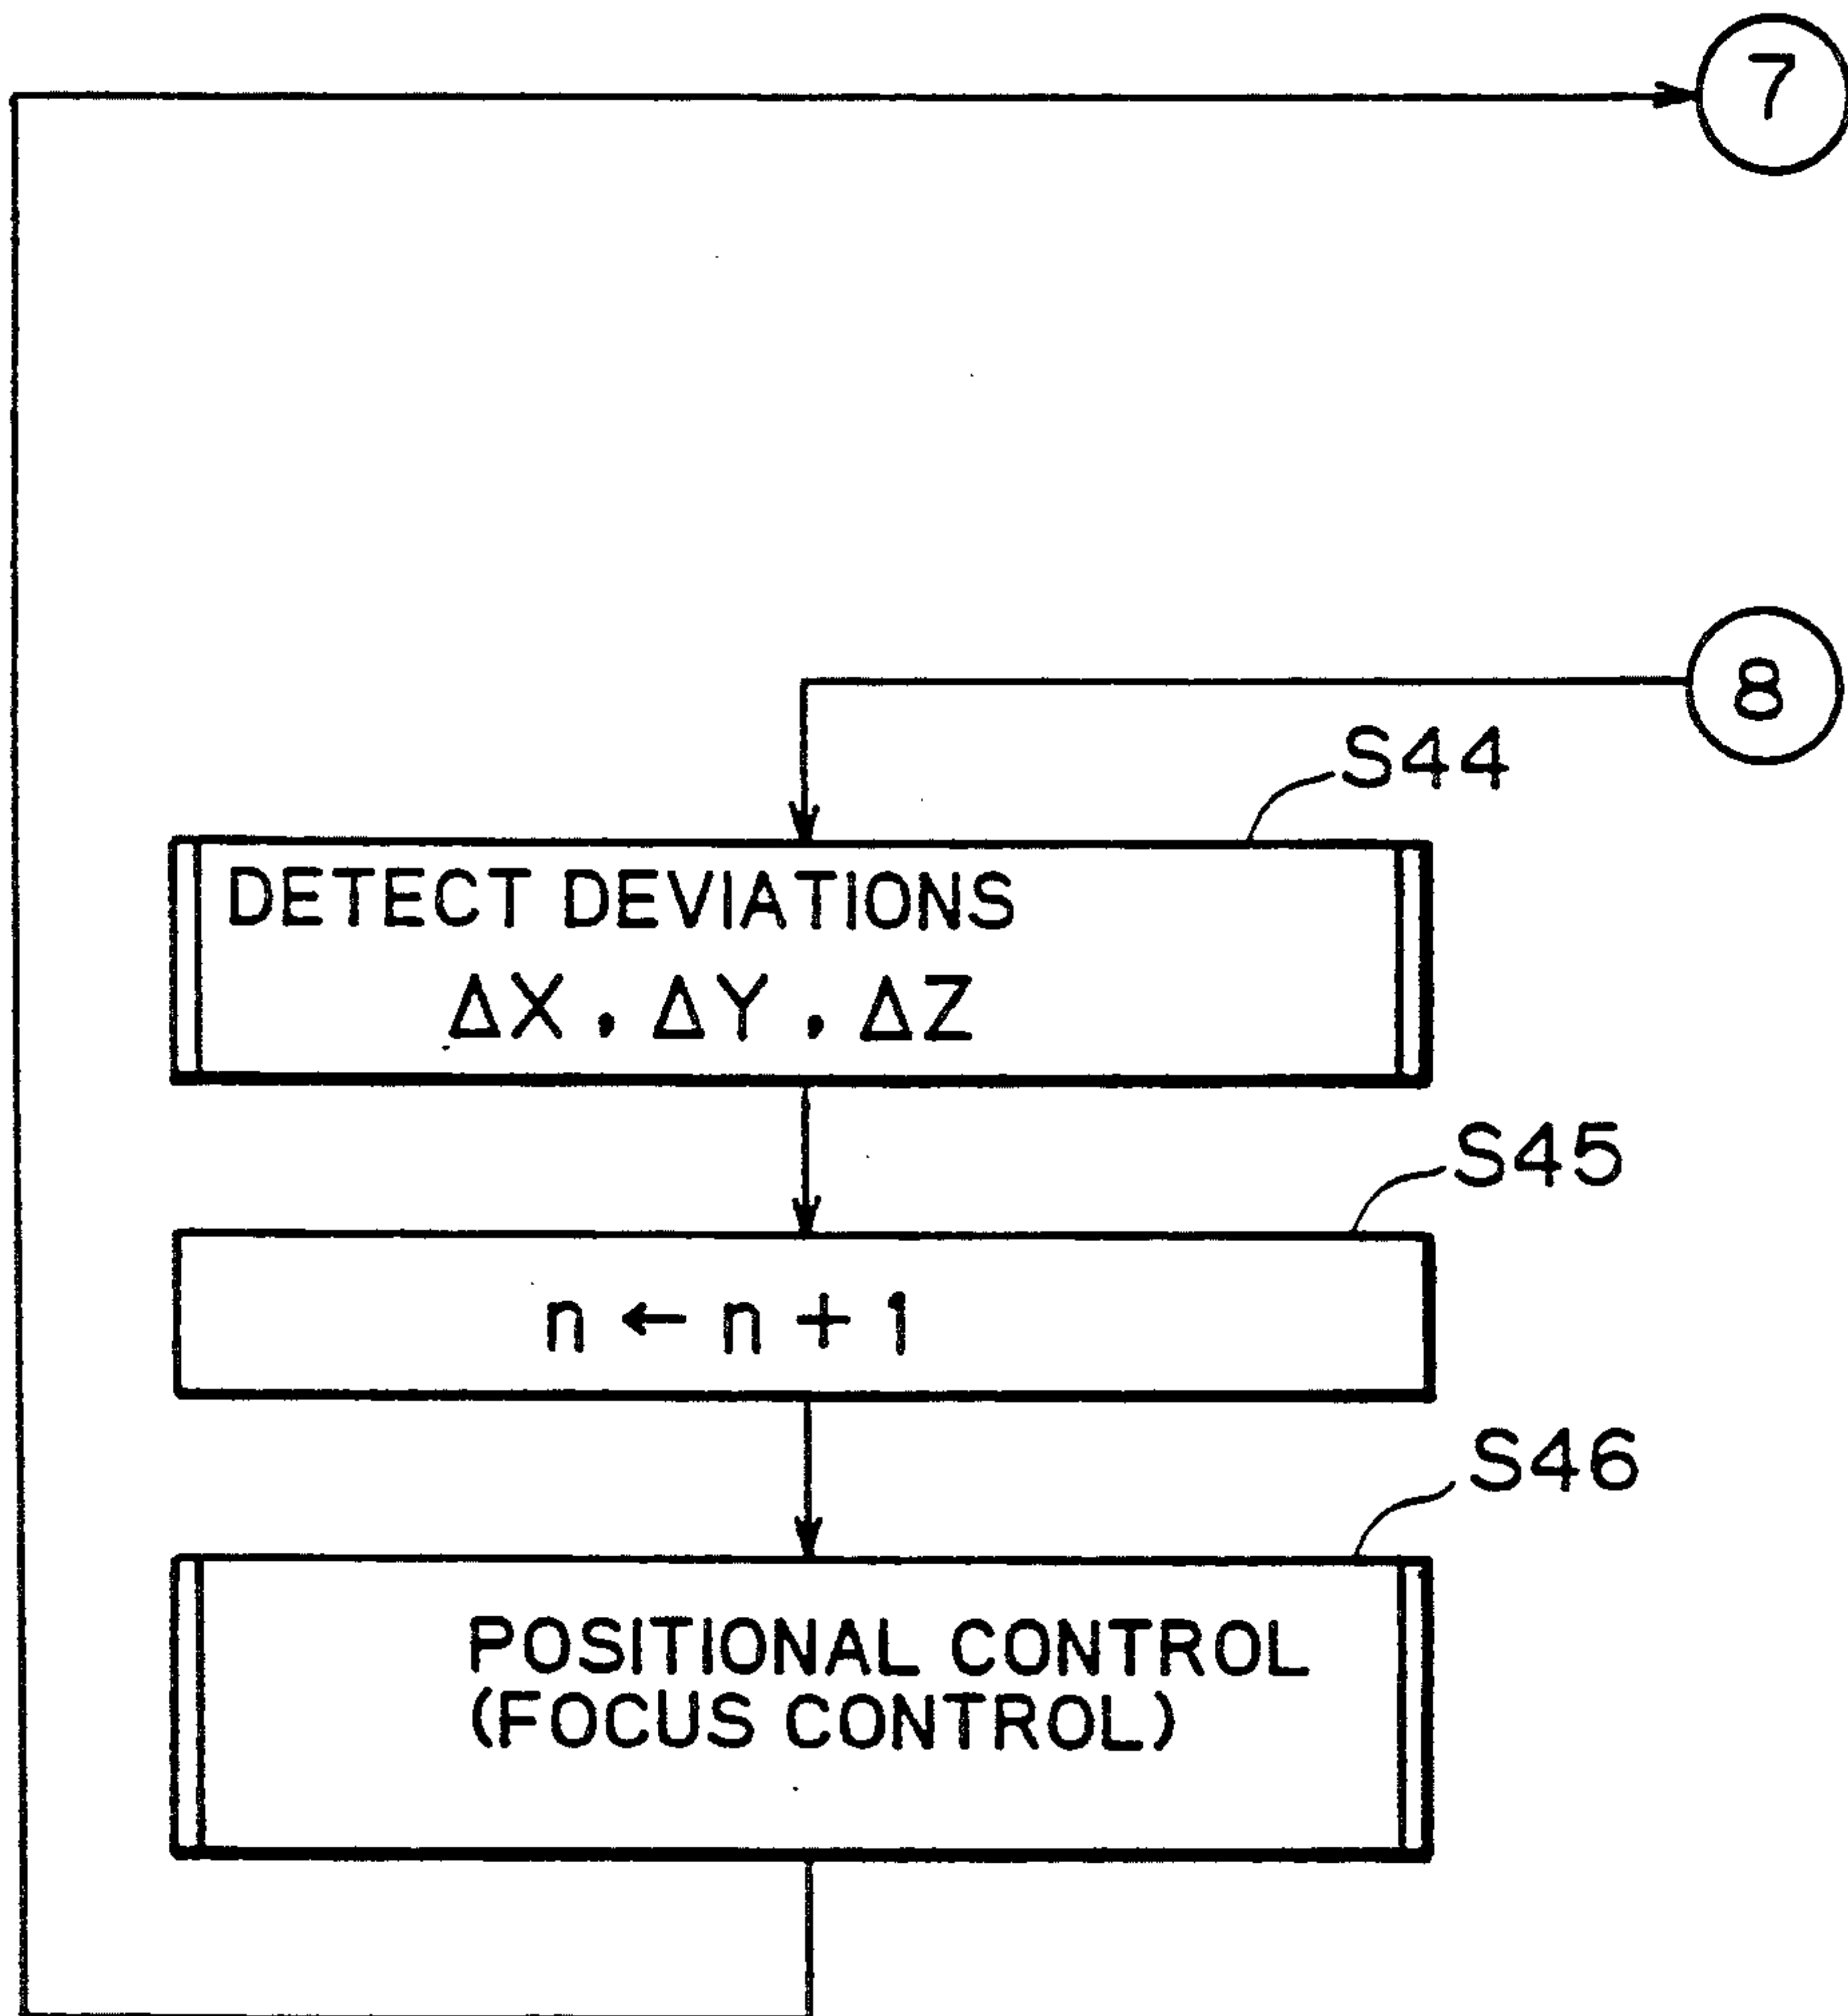 7
8
S44
DETECT DEVIATIONS
ΔX , ΔY , ΔZ
S45
n ← n + 1
S46
POSITIONAL CONTROL
(FOCUS CONTROL)